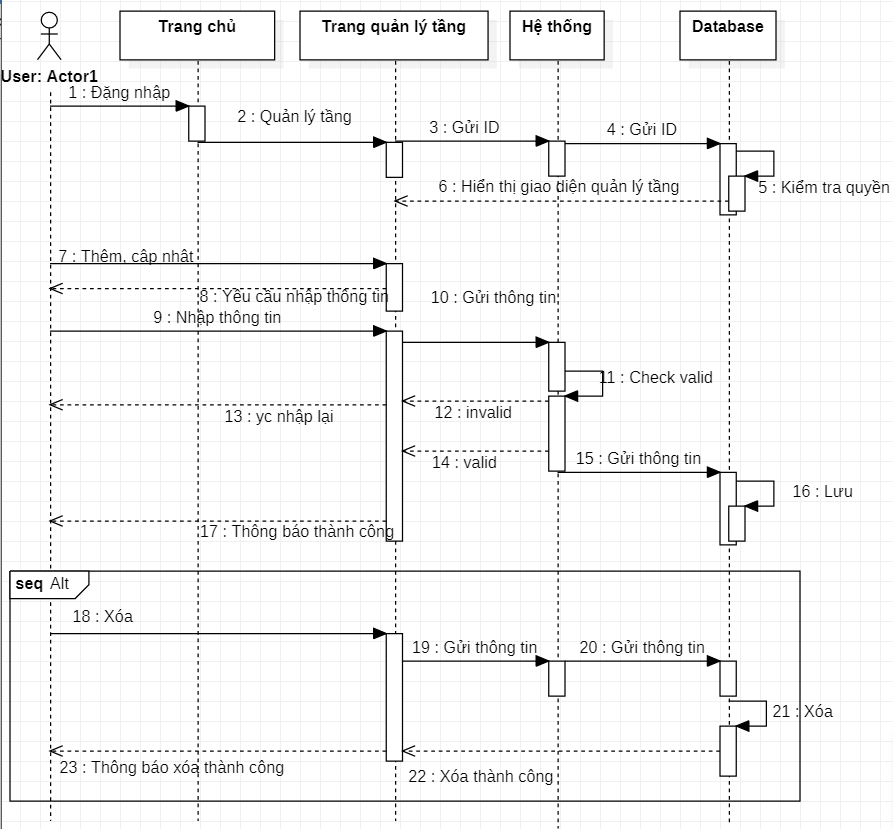 Trang chủ
Trang quản lý tầng
Hệ thống
Database
User: Actor1
1 : Đặng nhập
2 : Quản lý tầng
3 : Gửi ID
4 : Gửi ID
5 : Kiểm tra quyền
6 : Hiển thị giao diện quản lý tầng
7 : Thêm, câp nhât
8 : Yêu cầu nhập thông tin
9 : Nhập thông tin
10 : Gửi thông tin
11 : Check valid
12 : invalid
13 : yc nhập lại
14 : valid
15 : Gửi thông tin
16 : Lưu
17 : Thông báo thành công
seq Alt
18 : Xóa
19 : Gửi thông tin
20 : Gửi thông tin
21 : Xóa
22 : Xóa thành công
23 : Thông báo xóa thành công